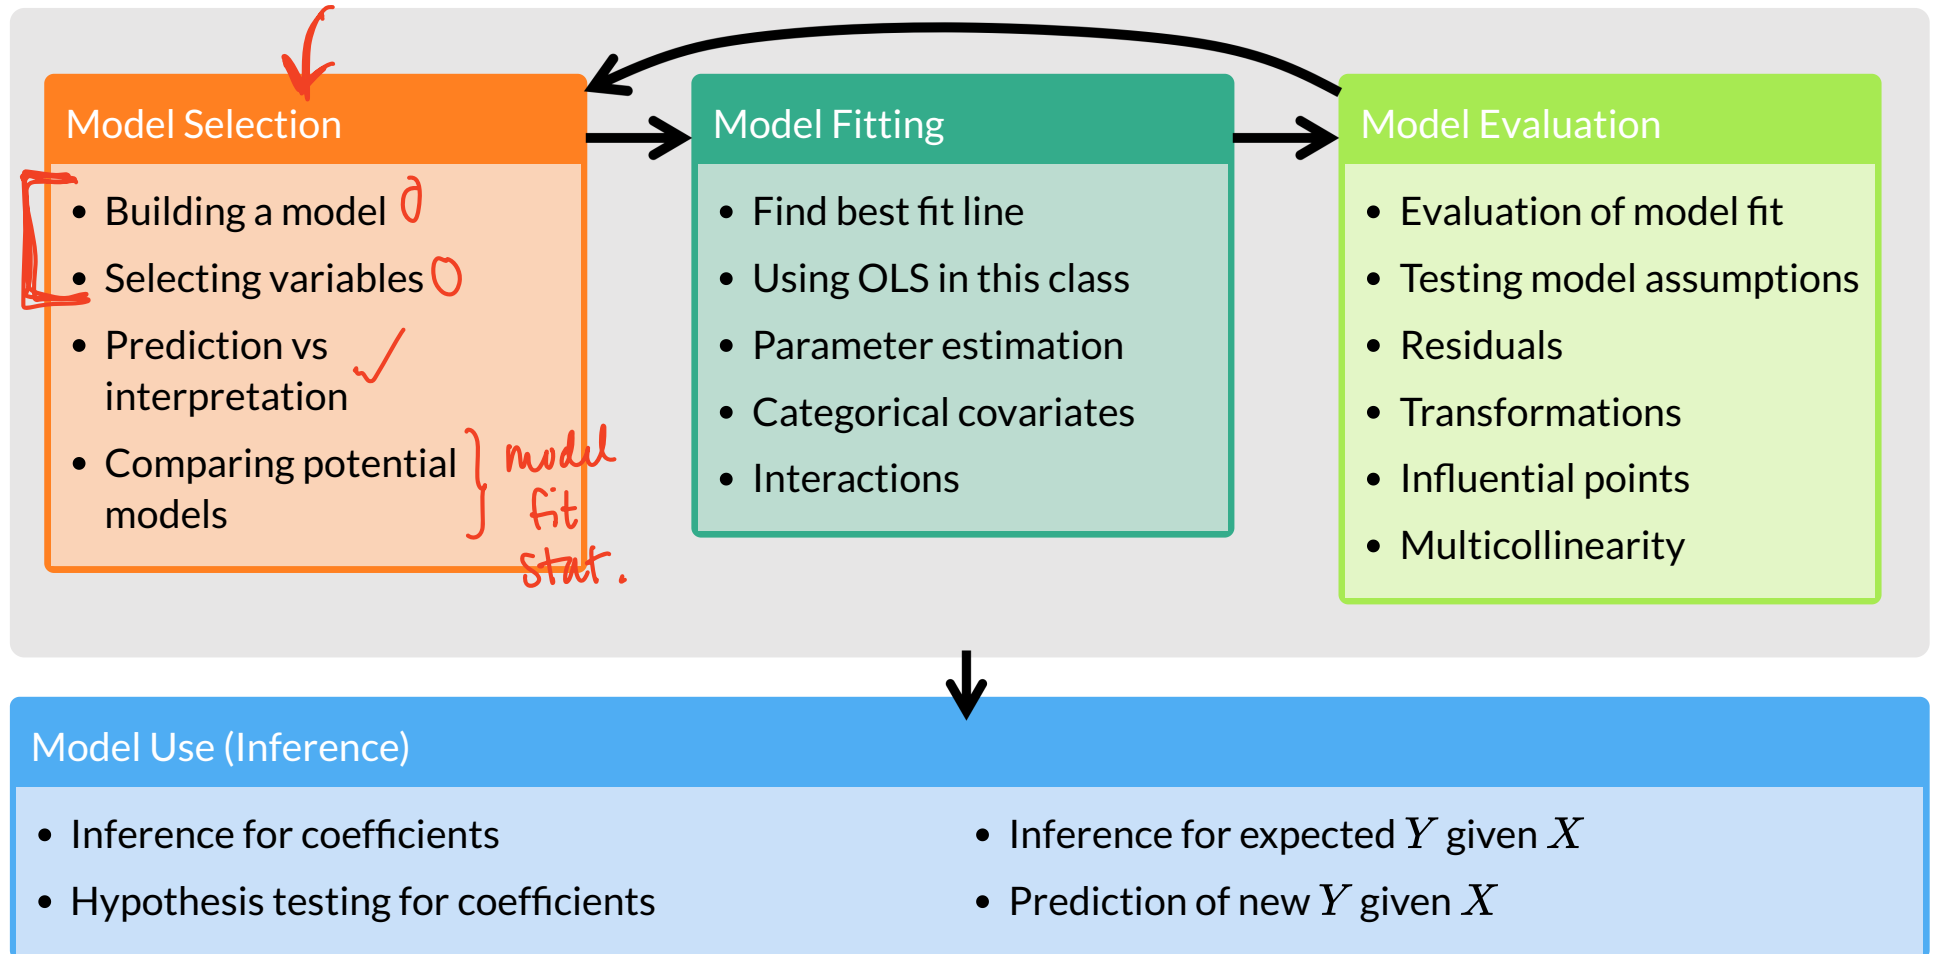 Model Selection
• Building a model
• Selecting variables
• Prediction vs
interpretation
• Comparing potential
models
model
fit
stat.
Model Fitting
• Find best fit line
• Using OLS in this class
• Parameter estimation
• Categorical covariates
• Interactions
Model Evaluation
• Evaluation of model fit
• Testing model assumptions
• Residuals
• Transformations
• Influential points
• Multicollinearity
Model Use (Inference)
• Inference for coefficients
• Hypothesis testing for coefficients
• Inference for expected Y given X
• Prediction of new Y given X